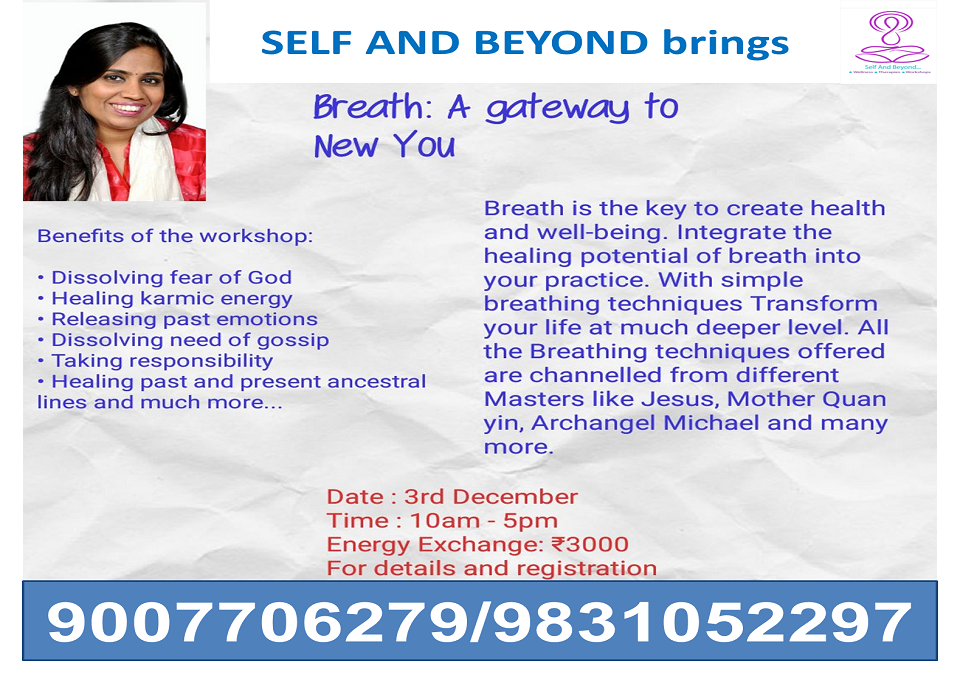 SELF AND BEYOND brings
Self And Beyond...
• Wellness • Therapies • Workshops
Breath: A gateway to
New You
Benefits of the workshop:
• Dissolving fear of God
• Healing karmic energy
• Releasing past emotions
• Dissolving need of gossip
• Taking responsibility
• Healing past and present ancestral
lines and much more...
Breath is the key to create health
and well-being. Integrate the
healing potential of breath into
your practice. With simple
breathing techniques Transform
your life at much deeper level. All
the Breathing techniques offered
are channelled from different
Masters like Jesus, Mother Quan
yin, Archangel Michael and many
more.
Date : 3rd December
Time : 10am - 5pm
Energy Exchange: ₹3000
For details and registration
9007706279/9831052297